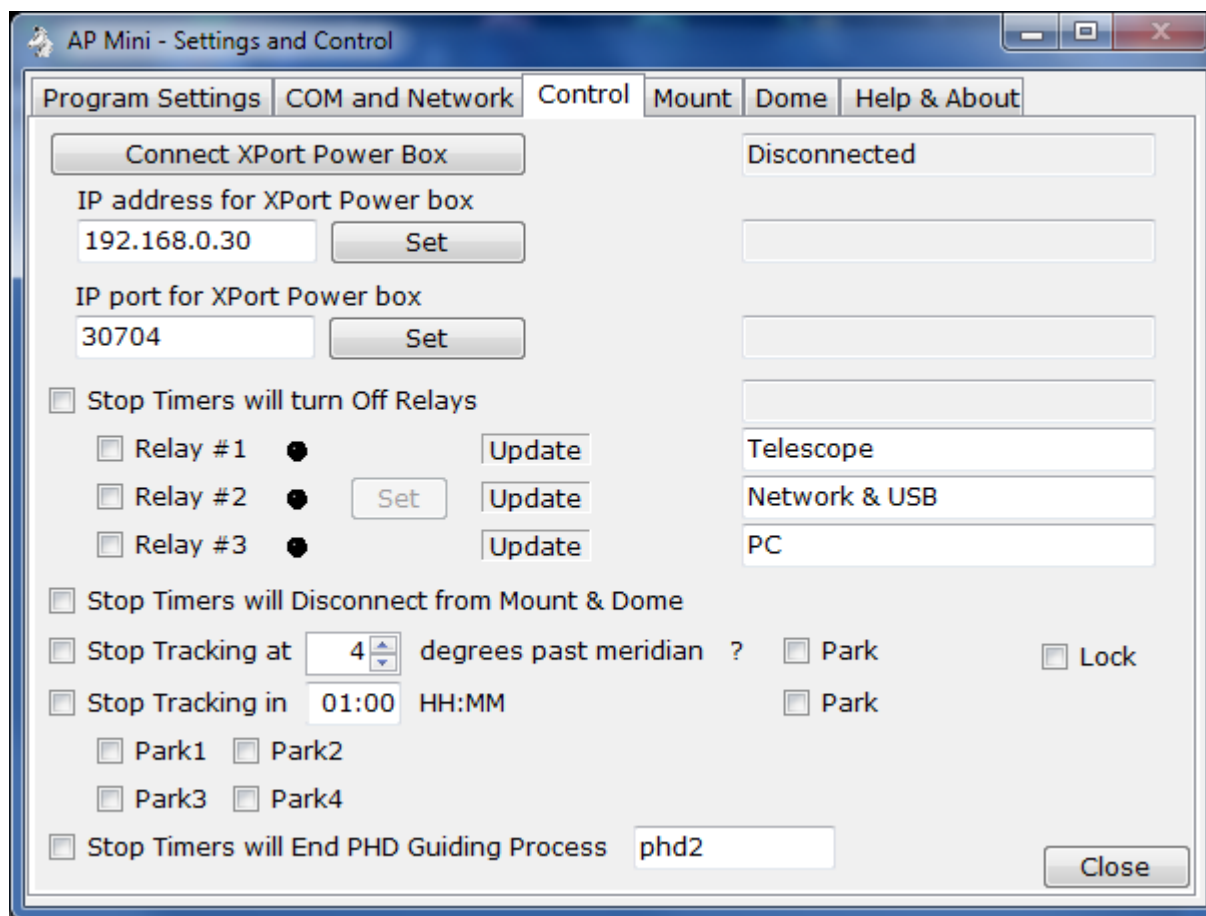 AP Mini - Settings and Control
Program Settings COM and Network Control Mount Dome Help & About
Connect XPort Power Box Disconnected
IP address for XPort Power box
192.168.0.30 Set
IP port for XPort Power box
30704 Set
Stop Timers will turn Off Relays
Relay #1 Update Telescope
Relay #2 Set Update Network & USB
Relay #3 Update PC
Stop Timers will Disconnect from Mount & Dome
Stop Tracking at 4 degrees past meridian ? Park Lock
Stop Tracking in 01:00 HH:MM Park
Park1 Park2
Park3 Park4
Stop Timers will End PHD Guiding Process phd2
Close